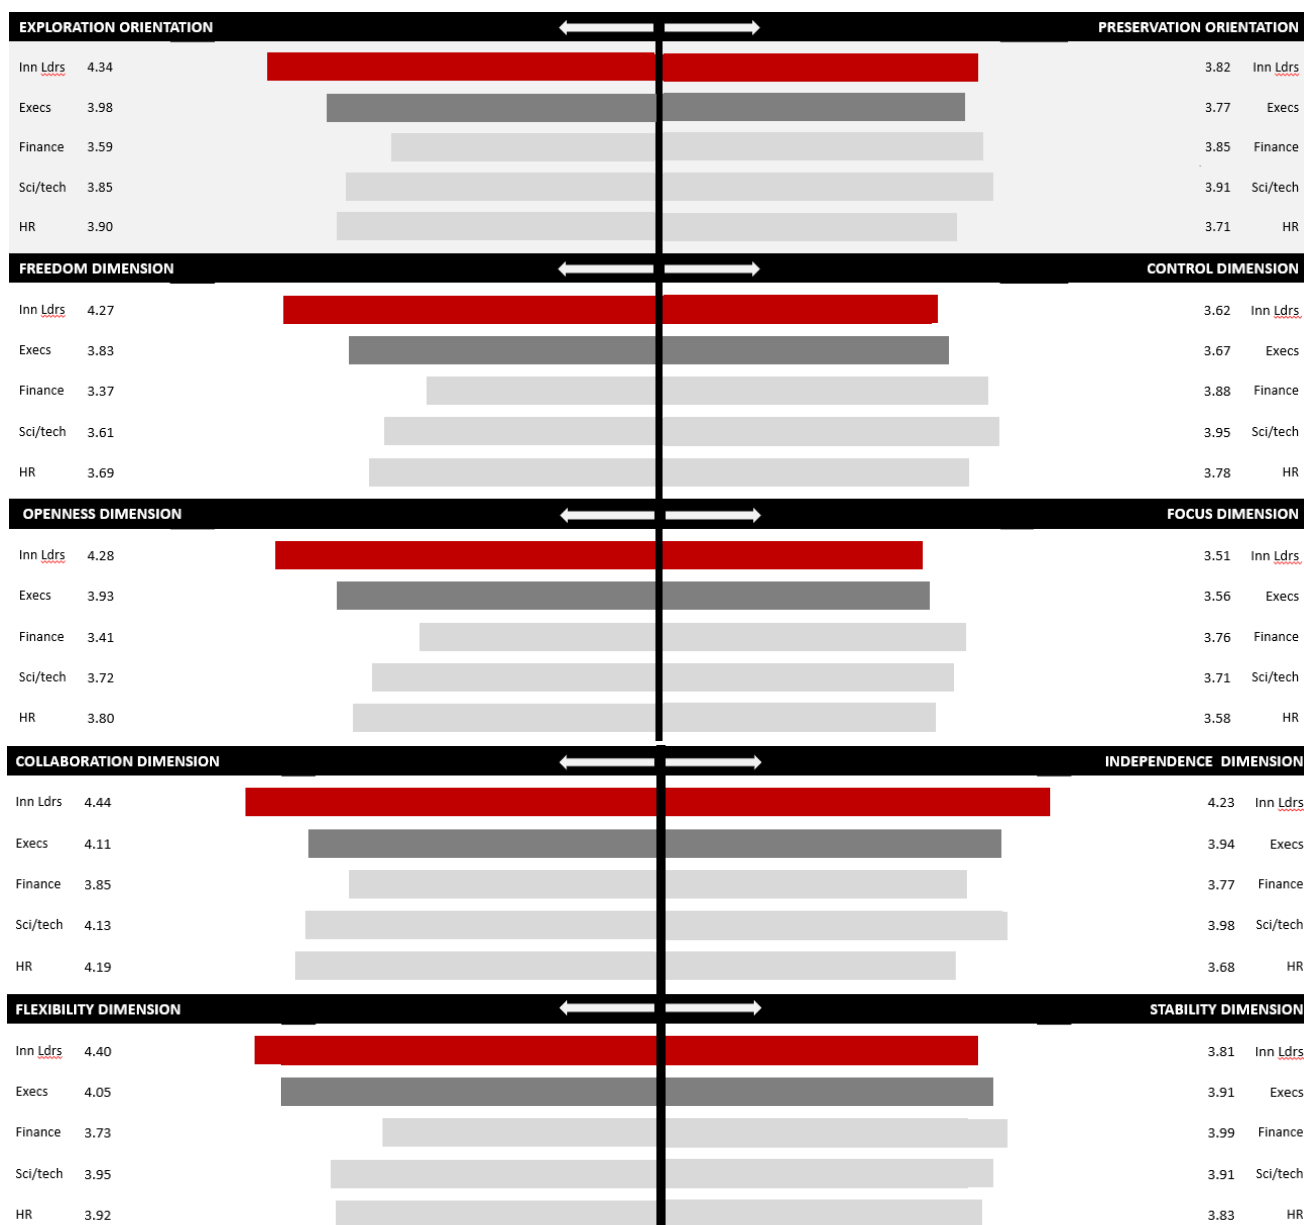 EXPLORATION ORIENTATION PRESERVATION ORIENTATION
Inn Ldrs 4.34 3.82 Inn Ldrs
Execs 3.98 3.77 Execs
Finance 3.59 3.85 Finance
Sci/tech 3.85 3.91 Sci/tech
HR 3.90 3.71 HR
FREEDOM DIMENSION CONTROL DIMENSION
Inn Ldrs 4.27 3.62 Inn Ldrs
Execs 3.83 3.67 Execs
Finance 3.37 3.88 Finance
Sci/tech 3.61 3.95 Sci/tech
HR 3.69 3.78 HR
OPENNESS DIMENSION FOCUS DIMENSION
Inn Ldrs 4.28 3.51 Inn Ldrs
Execs 3.93 3.56 Execs
Finance 3.41 3.76 Finance
Sci/tech 3.72 3.71 Sci/tech
HR 3.80 3.58 HR
COLLABORATION DIMENSION INDEPENDENCE DIMENSION
Inn Ldrs 4.44 4.23 Inn Ldrs
Execs 4.11 3.94 Execs
Finance 3.85 3.77 Finance
Sci/tech 4.13 3.98 Sci/tech
HR 4.19 3.68 HR
FLEXIBILITY DIMENSION STABILITY DIMENSION
Inn Ldrs 4.40 3.81 Inn Ldrs
Execs 4.05 3.91 Execs
Finance 3.73 3.99 Finance
Sci/tech 3.95 3.91 Sci/tech
HR 3.92 3.83 HR